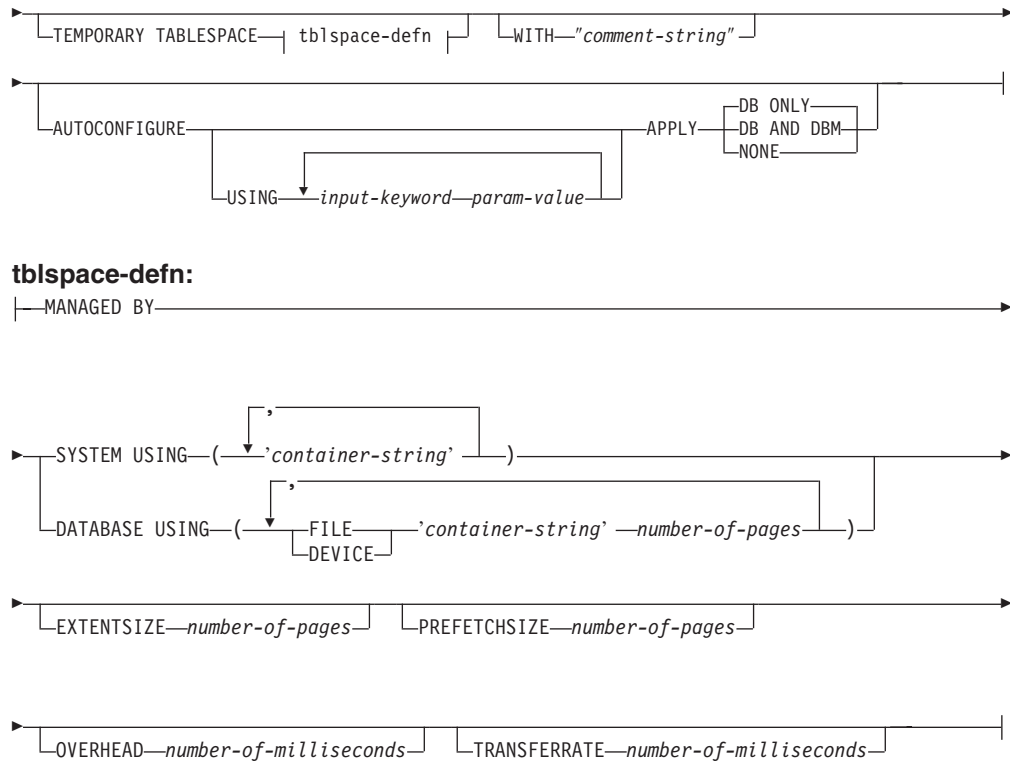 TEMPORARY TABLESPACE tblspace-defn WITH "comment-string"
AUTOCONFIGURE USING input-keyword param-value APPLY DB ONLY
DB AND DBM
NONE
tblspace-defn:
MANAGED BY
,
SYSTEM USING ( 'container-string' )
,
DATABASE USING ( FILE 'container-string' number-of-pages )
DEVICE
EXTENTSIZE number-of-pages PREFETCHSIZE number-of-pages
OVERHEAD number-of-milliseconds TRANSFERRATE number-of-milliseconds